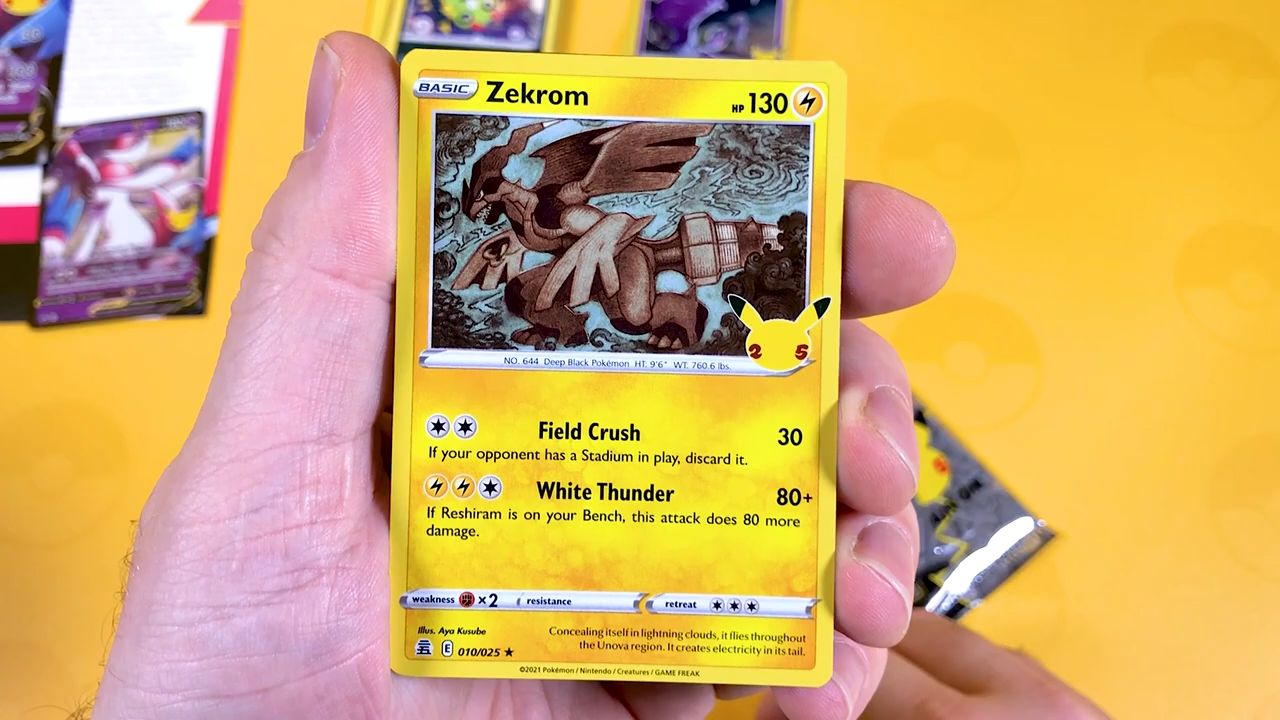 BASIC Zekrom HP 130
25
NO. 644 Deep Black Pokémon HT: 9'6" WT: 760.6 lbs.
Field Crush 30
If your opponent has a Stadium in play, discard it.
White Thunder 80+
If Reshiram is on your Bench, this attack does 80 more
damage.
weakness ×2 resistance retreat
Illus. Aya Kusube
Concealing itself in lightning clouds, it flies throughout
the Unova region. It creates electricity in its tail.
E 010/025 ★
©2021 Pokémon / Nintendo / Creatures / GAME FREAK